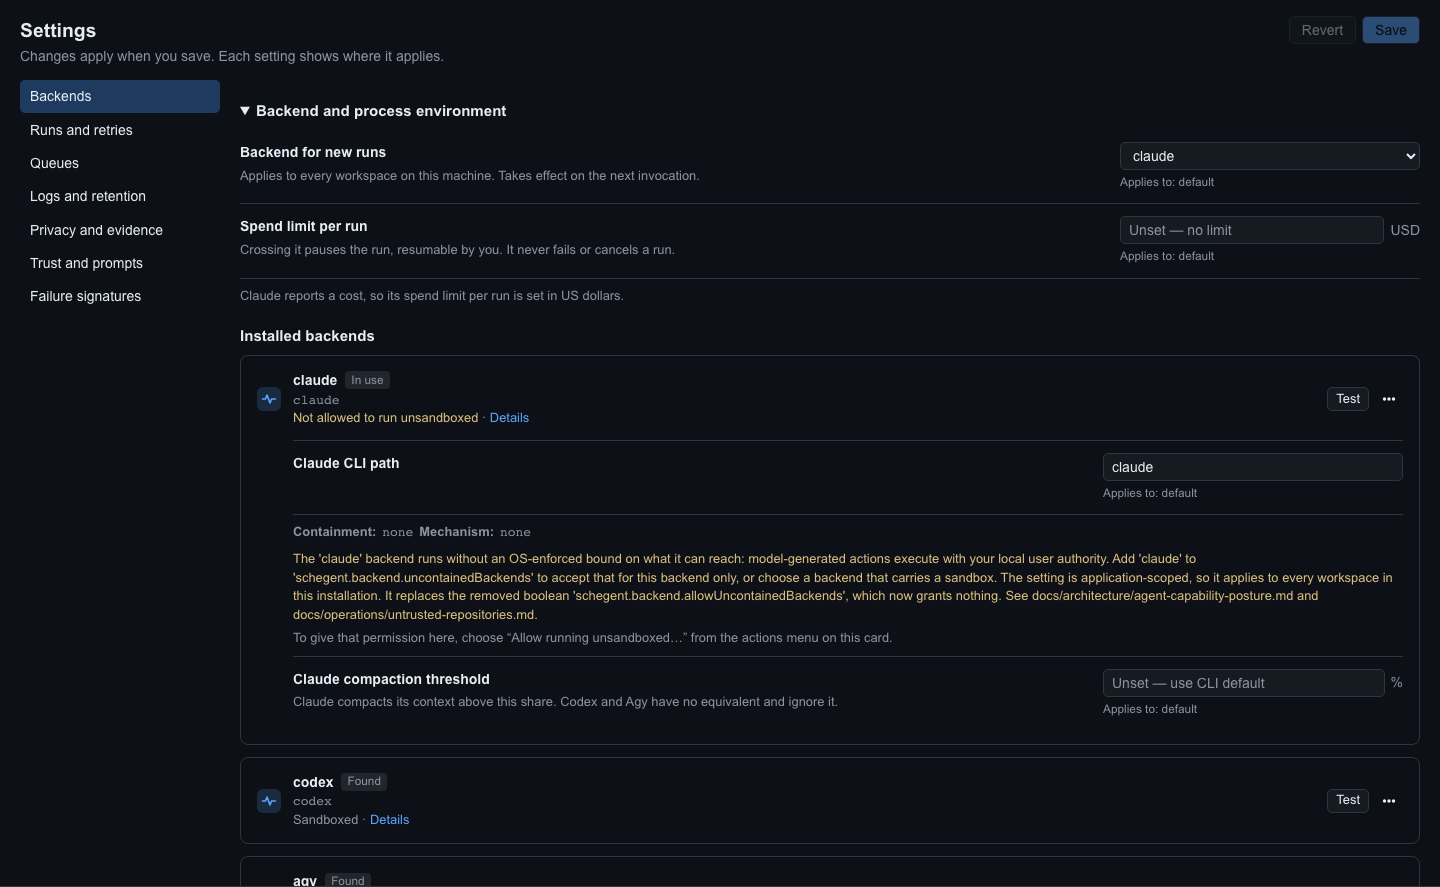 Settings
Revert
Save
Changes apply when you save. Each setting shows where it applies.
Backends
Runs and retries
Queues
Logs and retention
Privacy and evidence
Trust and prompts
Failure signatures
Backend and process environment
Backend for new runs
Applies to every workspace on this machine. Takes effect on the next invocation.
claude
Applies to: default
Spend limit per run
Crossing it pauses the run, resumable by you. It never fails or cancels a run.
Unset — no limit
USD
Applies to: default
Claude reports a cost, so its spend limit per run is set in US dollars.
Installed backends
claude
In use
claude
Not allowed to run unsandboxed · Details
Test
Claude CLI path
claude
Applies to: default
Containment: none Mechanism: none
The 'claude' backend runs without an OS-enforced bound on what it can reach: model-generated actions execute with your local user authority. Add 'claude' to
'schegent.backend.uncontainedBackends' to accept that for this backend only, or choose a backend that carries a sandbox. The setting is application-scoped, so it applies to every workspace in
this installation. It replaces the removed boolean 'schegent.backend.allowUncontainedBackends', which now grants nothing. See docs/architecture/agent-capability-posture.md and
docs/operations/untrusted-repositories.md.
To give that permission here, choose “Allow running unsandboxed…” from the actions menu on this card.
Claude compaction threshold
Claude compacts its context above this share. Codex and Agy have no equivalent and ignore it.
Unset — use CLI default
%
Applies to: default
codex
Found
codex
Sandboxed · Details
Test
agy
Found